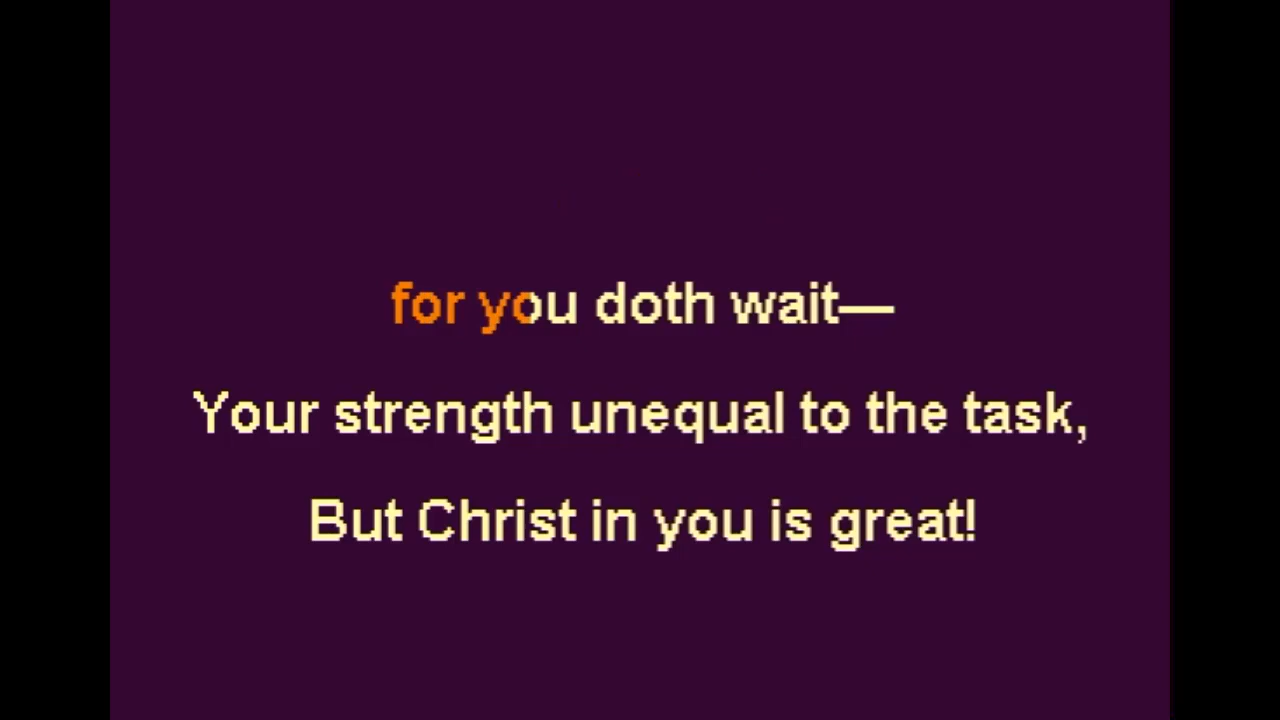 for you doth wait—
Your strength unequal to the task,
But Christ in you is great!